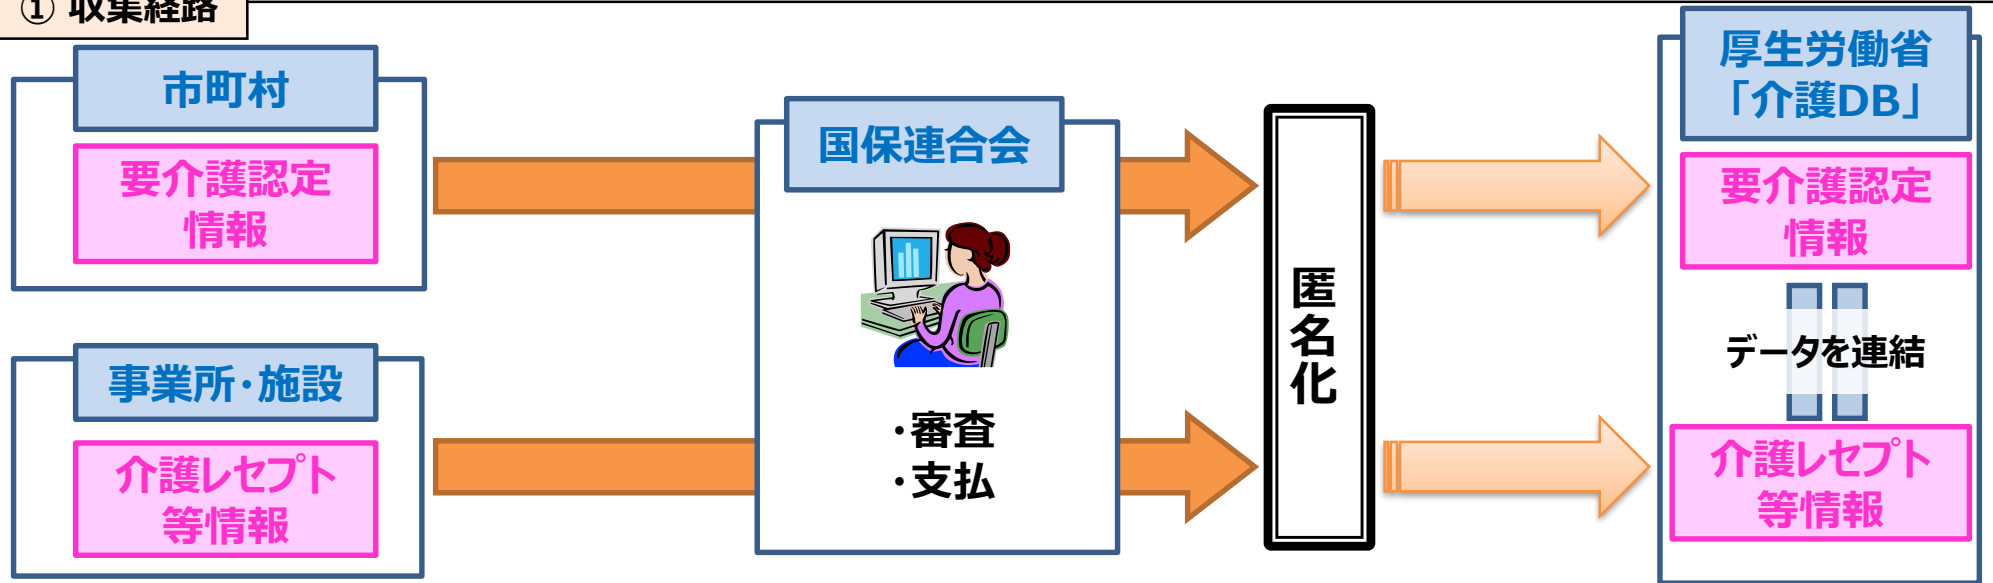 ① 収集経路
市町村
要介護認定
情報
事業所・施設
介護レセプト
等情報
国保連合会
・審査
・支払
匿名化
厚生労働省
「介護DB」
要介護認定
情報
データを連結
介護レセプト
等情報